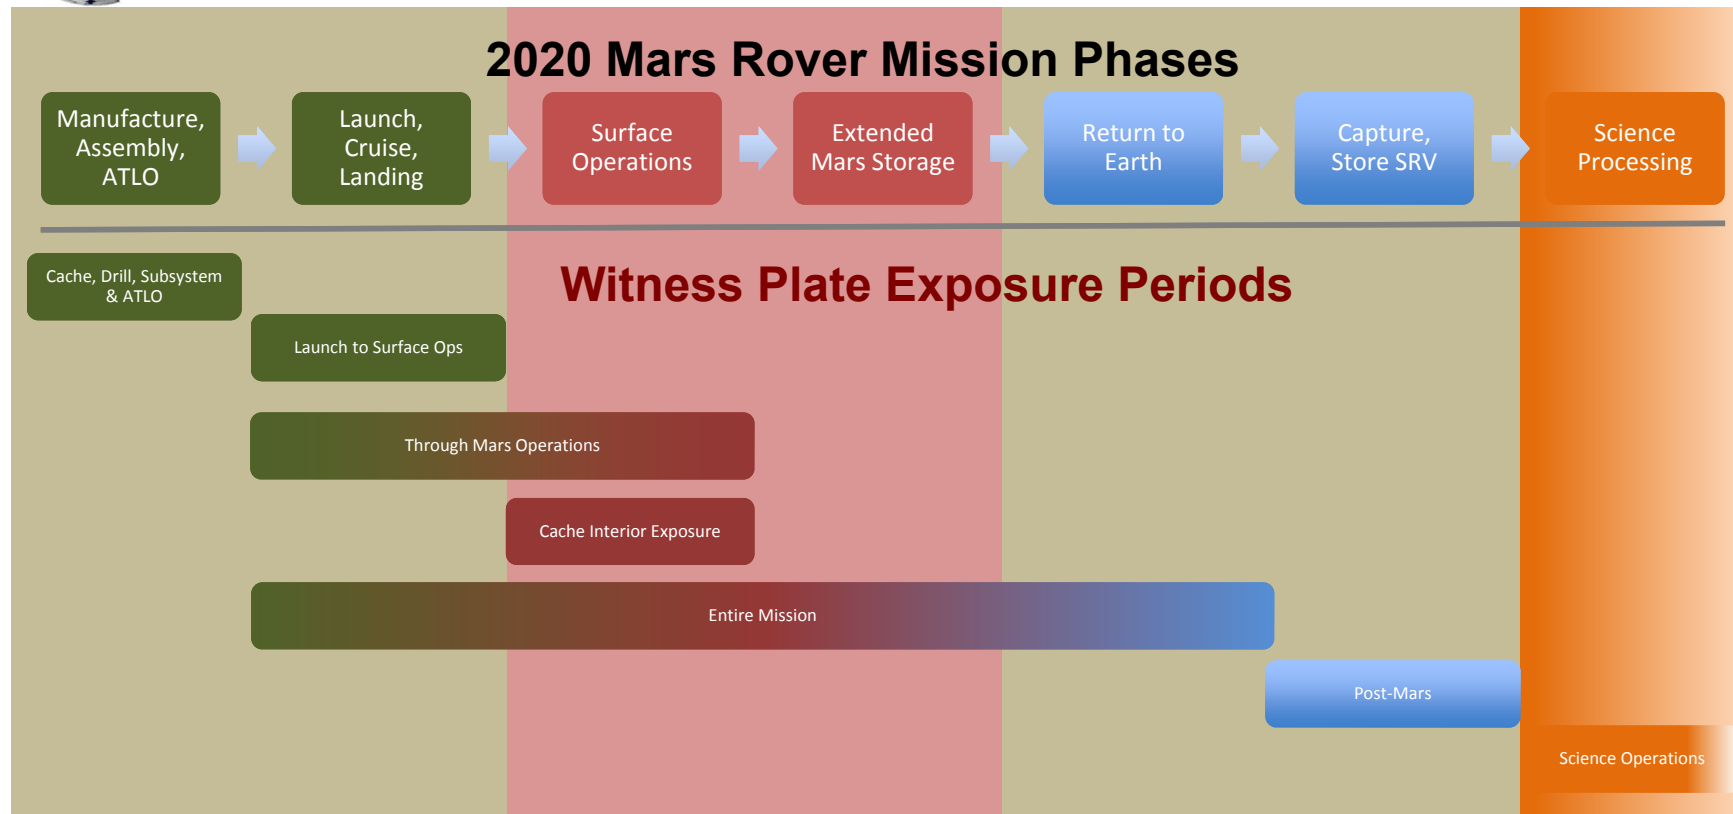 2020 Mars Rover Mission Phases
Manufacture,
Assembly,
ATLO
Launch,
Cruise,
Landing
Surface
Operations
Extended
Mars Storage
Return to
Earth
Capture,
Store SRV
Science
Processing
Witness Plate Exposure Periods
Cache, Drill, Subsystem
& ATLO
Launch to Surface Ops
Through Mars Operations
Cache Interior Exposure
Entire Mission
Post-Mars
Science Operations